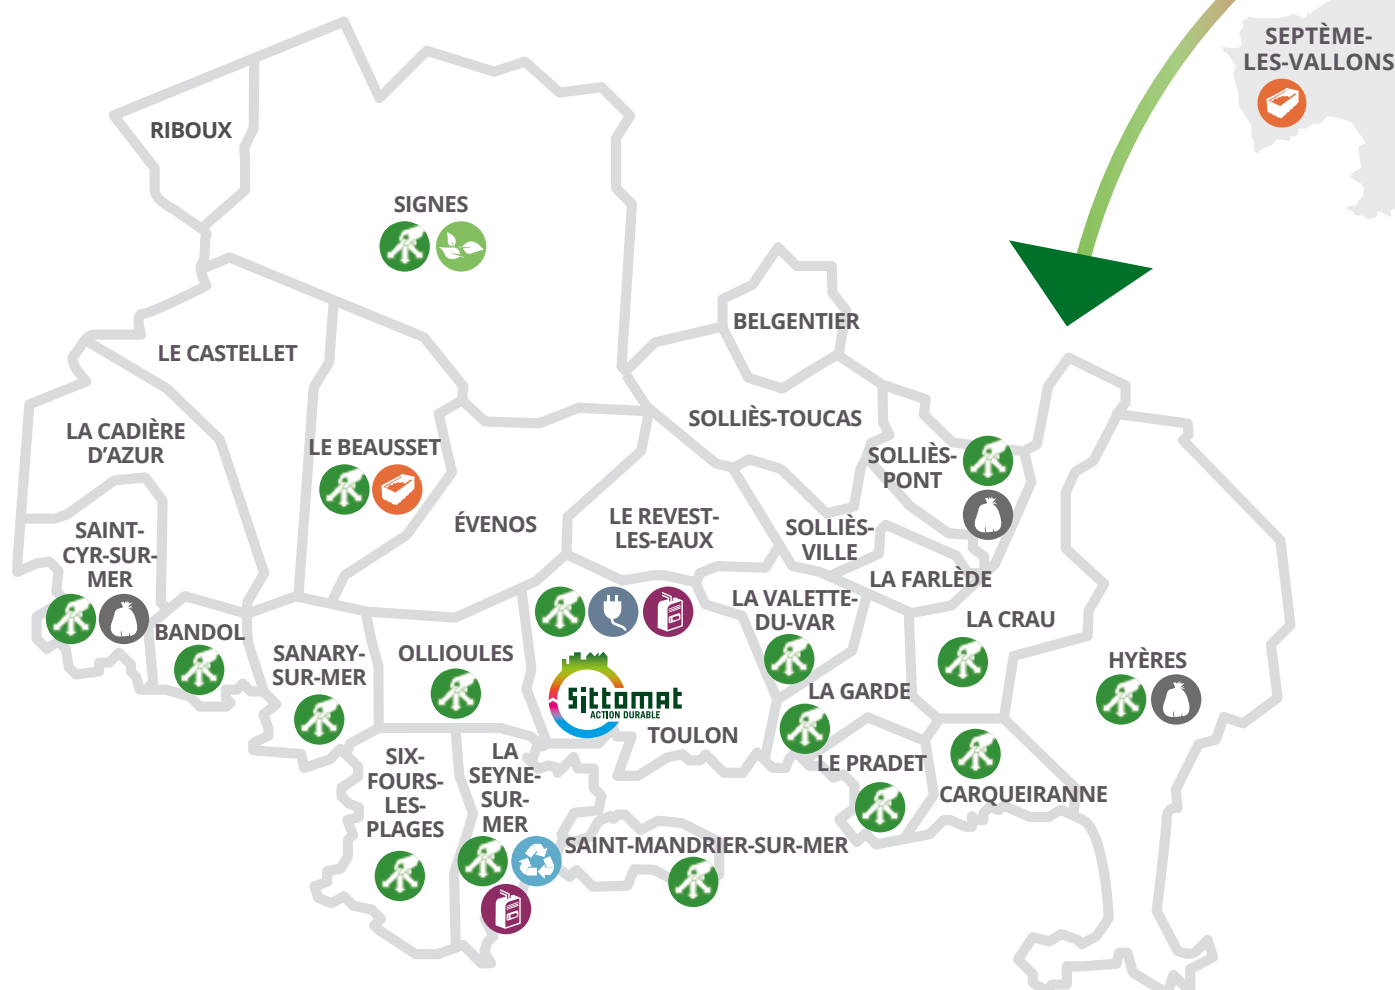 SEPTÈME-
LES-VALLONS
RIBOUX
SIGNES
BELGENTIER
LE CASTELLET
SOLLIÈS-TOUCAS
LA CADIÈRE
D'AZUR
LE BEAUSSET
SOLLIÈS-
PONT
ÉVENOS
LE REVEST-
LES-EAUX
SOLLIÈS-
VILLE
SAINT-
CYR-SUR-
MER
LA FARLÈDE
LA VALETTE-
DU-VAR
LA CRAU
BANDOL
SANARY-
SUR-MER
OLLIOULES
HYÈRES
LA GARDE
Sittomat
ACTION DURABLE
TOULON
SIX-
FOURS-
LES-
PLAGES
LA
SEYNE-
SUR-
MER
LE PRADET
CARQUEIRANNE
SAINT-MANDRIER-SUR-MER